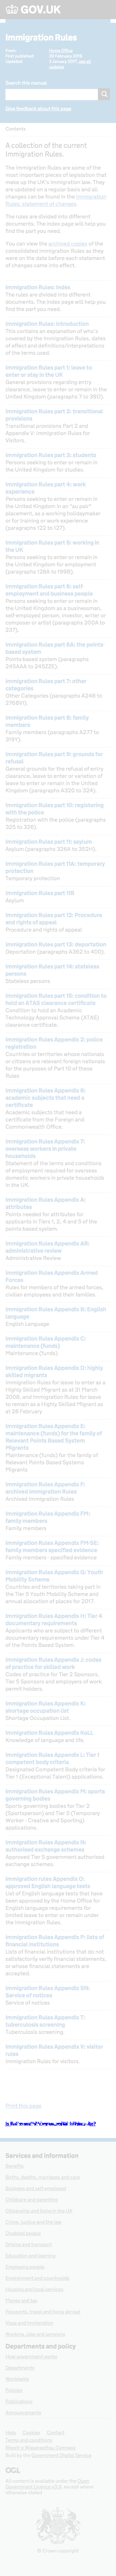 GOV.UK
Immigration Rules
From: Home Office
First published: 29 February 2016
Updated: 3 January 2017, see all updates
Search this manual
Give feedback about this page
Contents
A collection of the current
Immigration Rules.
The Immigration Rules are some of the
most important pieces of legislation that
make up the UK's immigration law. They
are updated on a regular basis and all
changes can be found in the Immigration
Rules: statement of changes.
The rules are divided into different
documents. The index page will help you
find the part you need.
You can view the archived copies of the
consolidated Immigration Rules as they
were on the date before each statement
of changes came into effect
Immigration Rules: Index
The rules are divided into different
documents. The index page will help you
find the part you need.
Immigration Rules: introduction
This contains an explanation of who's
covered by the Immigration Rules, dates
of effect and definitions/interpretations
of the terms used.
Immigration Rules part 1: leave to
enter or stay in the UK
General provisions regarding entry
clearance, leave to enter or remain in the
United Kingdom (paragraphs 7 to 39E).
Immigration Rules part 2: transitional
provisions
Transitional provisions Part 2 and
Appendix V: Immigration Rules for
Visitors.
Immigration Rules part 3: students
Persons seeking to enter or remain in
the United Kingdom for studies.
Immigration Rules part 4: work
experience
Persons seeking to enter or remain in
the United Kingdom in an "au pair"
placement, as a working holidaymaker
or for training or work experience
(paragraphs 122 to 127).
Immigration Rules part 5: working in
the UK
Persons seeking to enter or remain in
the United Kingdom for employment
(paragraphs 128A to 199B).
Immigration Rules part 6: self-
employment and business people
Persons seeking to enter or remain in
the United Kingdom as a businessman,
self-employed person, investor, writer or
composer or artist (paragraphs 200A to
237).
Immigration Rules part 6A: the points-
based system
Points based system (paragraphs
245AAA to 245ZZE).
Immigration Rules part 7: other
categories
Other Categories (paragraphs A246 to
276BH1).
Immigration Rules part 8: family
members
Family members (paragraphs A277 to
319Y).
Immigration Rules part 9: grounds for
refusal
General grounds for the refusal of entry
clearance, leave to enter or variation of
leave to enter or remain in the United
Kingdom (paragraphs A320 to 324).
Immigration Rules part 10: registering
with the police
Registration with the police (paragraphs
325 to 326).
Immigration Rules part 11: asylum
Asylum (paragraphs 326A to 352H).
Immigration Rules part 11A: temporary
protection
Temporary protection
Immigration Rules part 11B
Asylum
Immigration Rules part 12: Procedure
and rights of appeal
Procedure and rights of appeal
Immigration Rules part 13: deportation
Deportation (paragraphs A362 to 400).
Immigration Rules part 14: stateless
persons
Stateless persons
Immigration Rules part 15: condition to
hold an ATAS clearance certificate
Condition to hold an Academic
Technology Approval Scheme (ATAS)
clearance certificate
Immigration Rules Appendix 2: police
registration
Countries or territories whose nationals
or citizens are relevant foreign nationals
for the purposes of Part 10 of these
Rules
Immigration Rules Appendix 6:
academic subjects that need a
certificate
Academic subjects that need a
certificate from the Foreign and
Commonwealth Office.
Immigration Rules Appendix 7:
overseas workers in private
households
Statement of the terms and conditions
of employment required for overseas
domestic workers in private households
in the UK.
Immigration Rules Appendix A:
attributes
Points needed for attributes for
applicants in Tiers 1, 2, 4 and 5 of the
points based system.
Immigration Rules Appendix AR:
administrative review
Administrative Review
Immigration Rules Appendix Armed
Forces
Rules for members of the armed forces,
civilian employees and their families.
Immigration Rules Appendix B: English
language
English Language
Immigration Rules Appendix C:
maintenance (funds)
Maintenance (funds)
Immigration Rules Appendix D: highly
skilled migrants
Immigration Rules for leave to enter as a
Highly Skilled Migrant as at 31 March
2008, and immigration Rules for leave
to remain as a Highly Skilled Migrant as
at 28 February
Immigration Rules Appendix E:
maintenance (funds) for the family of
Relevant Points Based System
Migrants
Maintenance (funds) for the family of
Relevant Points Based Systems
Migrants
Immigration Rules Appendix F:
archived immigration Rules
Archived Immigration Rules
Immigration Rules Appendix FM:
family members
Family members
Immigration Rules Appendix FM-SE:
family members specified evidence
Family members - specified evidence
Immigration Rules Appendix G: Youth
Mobility Scheme
Countries and territories taking part in
the Tier 5 Youth Mobility Scheme and
annual allocations of places for 2017.
Immigration Rules Appendix H: Tier 4
documentary requirements
Applicants who are subject to different
documentary requirements under Tier 4
of the Points Based System.
Immigration Rules Appendix J: codes
of practice for skilled work
Codes of practice for Tier 2 Sponsors,
Tier 5 Sponsors and employers of work
permit holders.
Immigration Rules Appendix K:
shortage occupation list
Shortage Occupation List.
Immigration Rules Appendix KoLL
Knowledge of language and life.
Immigration Rules Appendix L: Tier 1
competent body criteria
Designated Competent Body criteria for
Tier 1 (Exceptional Talent) applications.
Immigration Rules Appendix M: sports
governing bodies
Sports governing bodies for Tier 2
(Sportsperson) and Tier 5 (Temporary
Worker - Creative and Sporting)
applications.
Immigration Rules Appendix N:
authorised exchange schemes
Approved Tier 5 government authorised
exchange schemes.
Immigration rules Appendix O:
approved English language tests
List of English language tests that have
been approved by the Home Office for
English language requirements for
limited leave to enter or remain under
the Immigration Rules.
Immigration Rules Appendix P: lists of
financial institutions
Lists of financial institutions that do not
satisfactorily verify financial statements,
or whose financial statements are
accepted.
Immigration Rules Appendix SN:
Service of notices
Service of notices
Immigration Rules Appendix T:
tuberculosis screening
Tuberculosis screening.
Immigration Rules Appendix V: visitor
rules
Immigration Rules for visitors.
Print this page
Is there anything wrong with this page?
Services and information
Benefits
Births, deaths, marriages and care
Business and self-employed
Childcare and parenting
Citizenship and living in the UK
Crime, justice and the law
Disabled people
Driving and transport
Education and learning
Employing people
Environment and countryside
Housing and local services
Money and tax
Passports, travel and living abroad
Visas and immigration
Working, jobs and pensions
Departments and policy
How government works
Departments
Worldwide
Policies
Publications
Announcements
Help Cookies Contact
Terms and conditions
Rhestr o Wasanaethau Cymraeg
Built by the Government Digital Service
OGL
All content is available under the Open
Government Licence v3.0, except where
otherwise stated
© Crown copyright